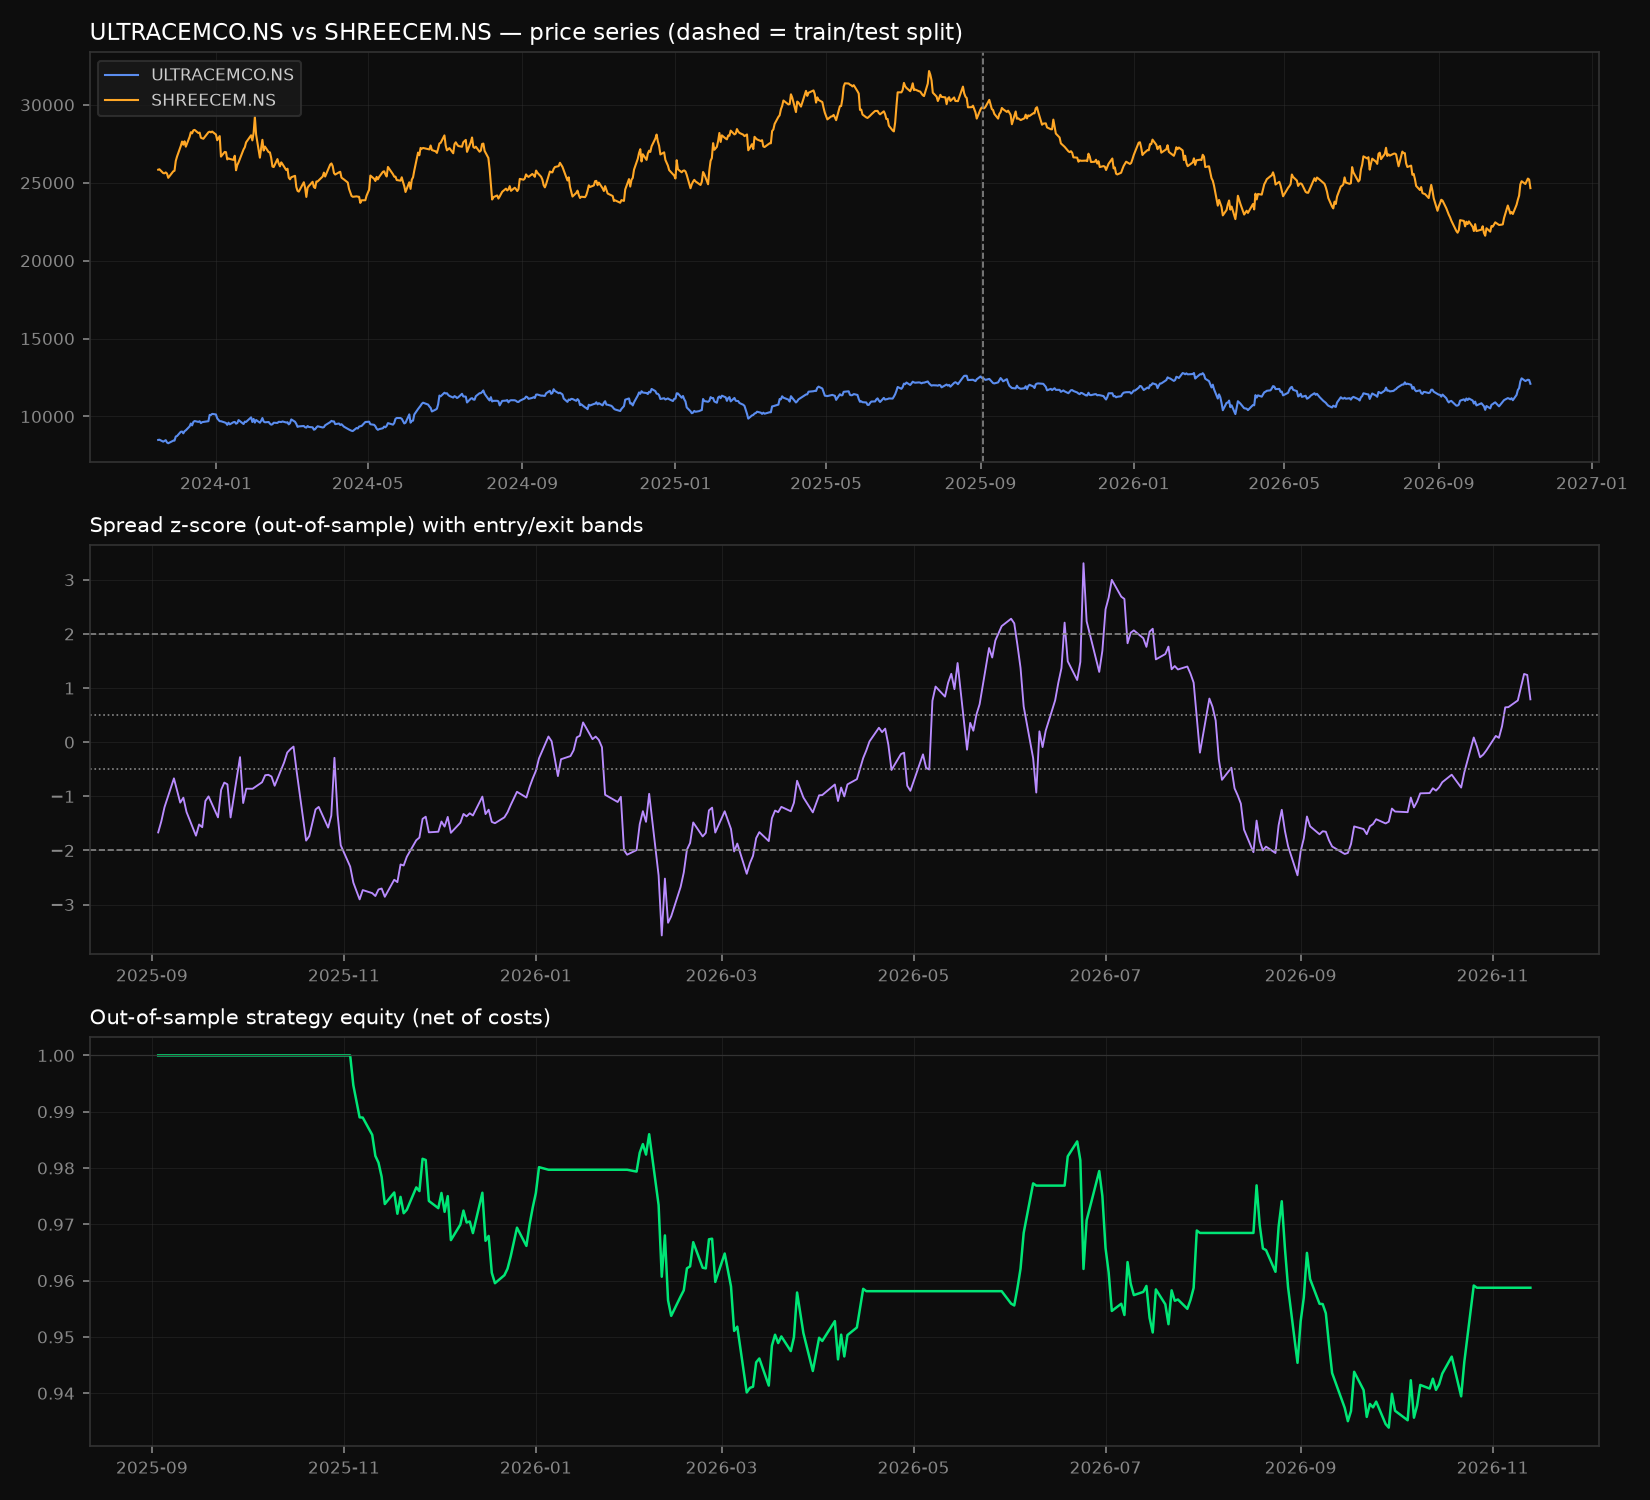 ULTRACEMCO.NS vs SHREECEM.NS — price series (dashed = train/test split)
ULTRACEMCO.NS
SHREECEM.NS
30000
25000
20000
15000
10000
2024-01 2024-05 2024-09 2025-01 2025-05 2025-09 2026-01 2026-05 2026-09 2027-01
Spread z-score (out-of-sample) with entry/exit bands
3
2
1
0
−1
−2
−3
2025-09 2025-11 2026-01 2026-03 2026-05 2026-07 2026-09 2026-11
Out-of-sample strategy equity (net of costs)
1.00
0.99
0.98
0.97
0.96
0.95
0.94
2025-09 2025-11 2026-01 2026-03 2026-05 2026-07 2026-09 2026-11